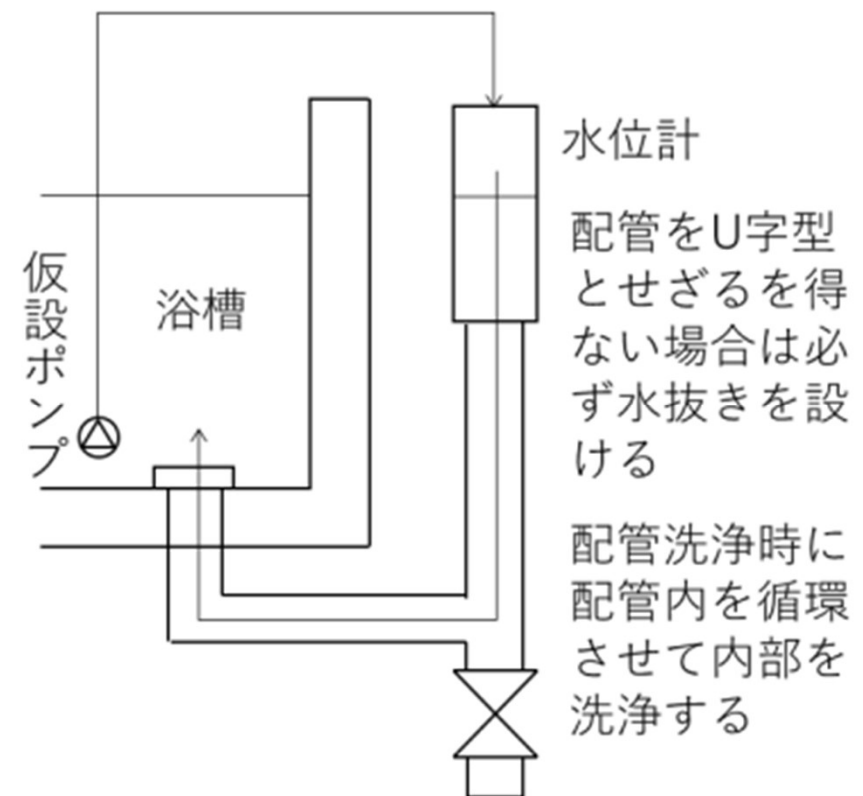 水位計
配管をU字型
とせざるを得
ない場合は必
ず水抜きを設
ける
仮設ポンプ
浴槽
配管洗浄時に
配管内を循環
させて内部を
洗浄する